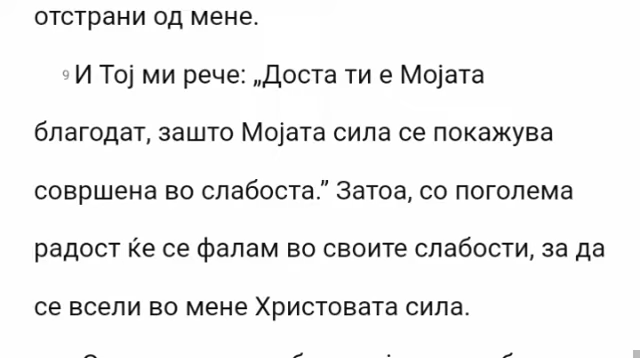 отстрани од мене.
9 И Тој ми рече: „Доста ти е Мојата
благодат, зашто Мојата сила се покажува
совршена во слабоста.” Затоа, со поголема
радост ќе се фалам во своите слабости, за да
се всели во мене Христовата сила.